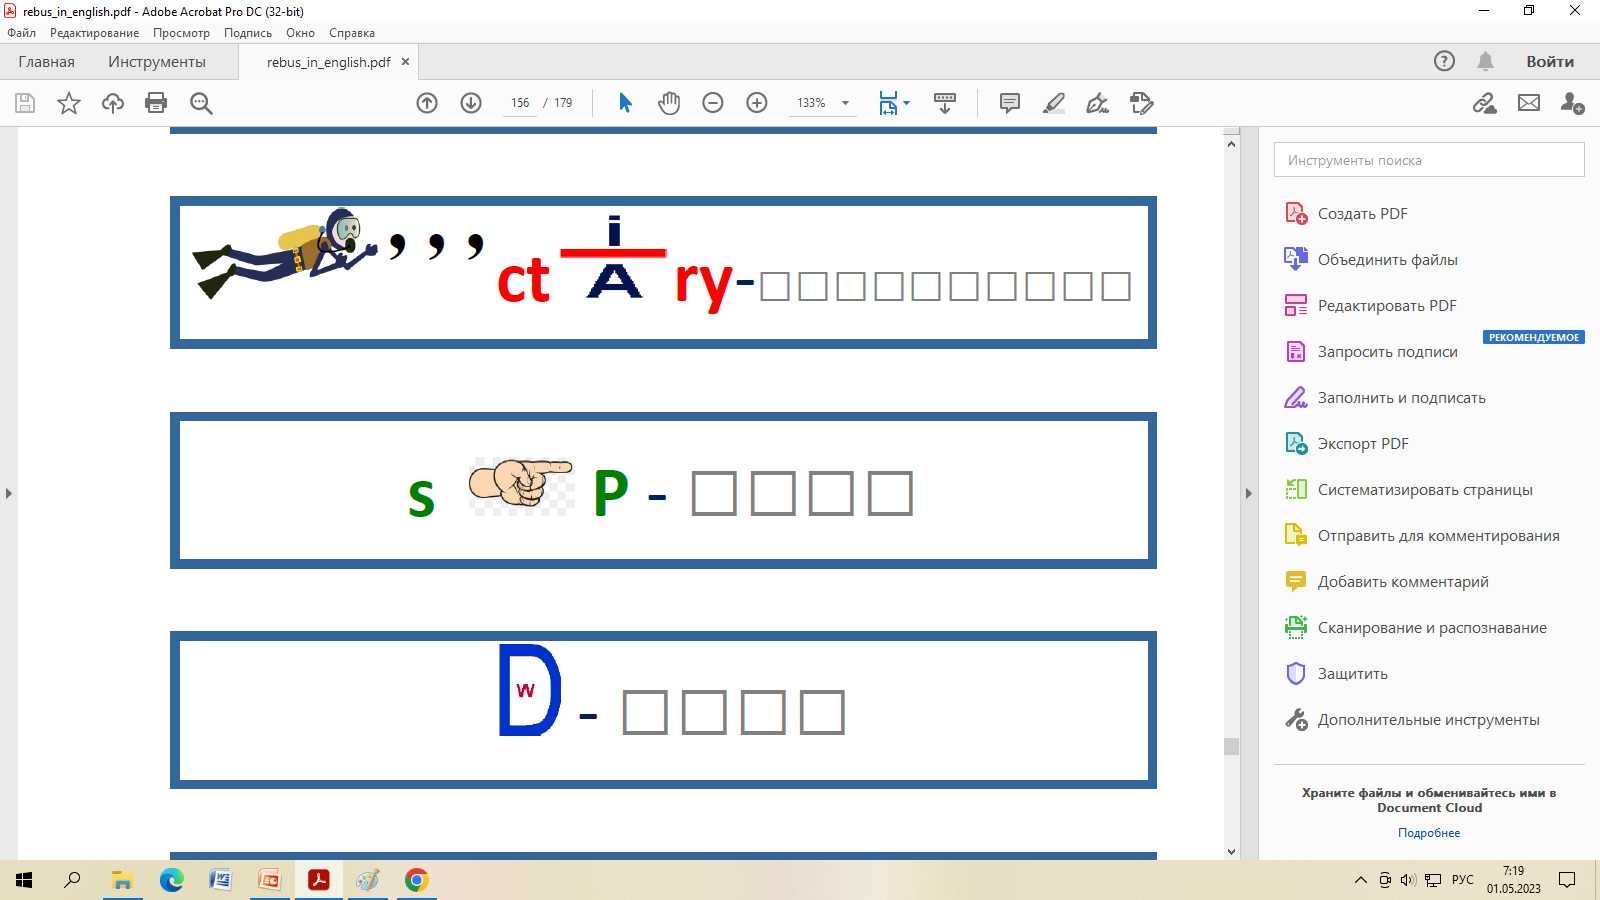 rebus_in_english.pdf - Adobe Acrobat Pro DC (32-bit)
Файл Редактирование Просмотр Подпись Окно Справка
Главная Инструменты rebus_in_english.pdf × Войти
156 / 179 133%
Инструменты поиска
Создать PDF
Объединить файлы
Редактировать PDF
РЕКОМЕНДУЕМОЕ
Запросить подписи
Заполнить и подписать
Экспорт PDF
Систематизировать страницы
Отправить для комментирования
Добавить комментарий
Сканирование и распознавание
Защитить
Дополнительные инструменты
Храните файлы и обменивайтесь ими в
Document Cloud
Подробнее
, , , ct i A ry- □□□□□□□□□□
s P - □□□□
D w - □□□□
РУС
7:19
01.05.2023